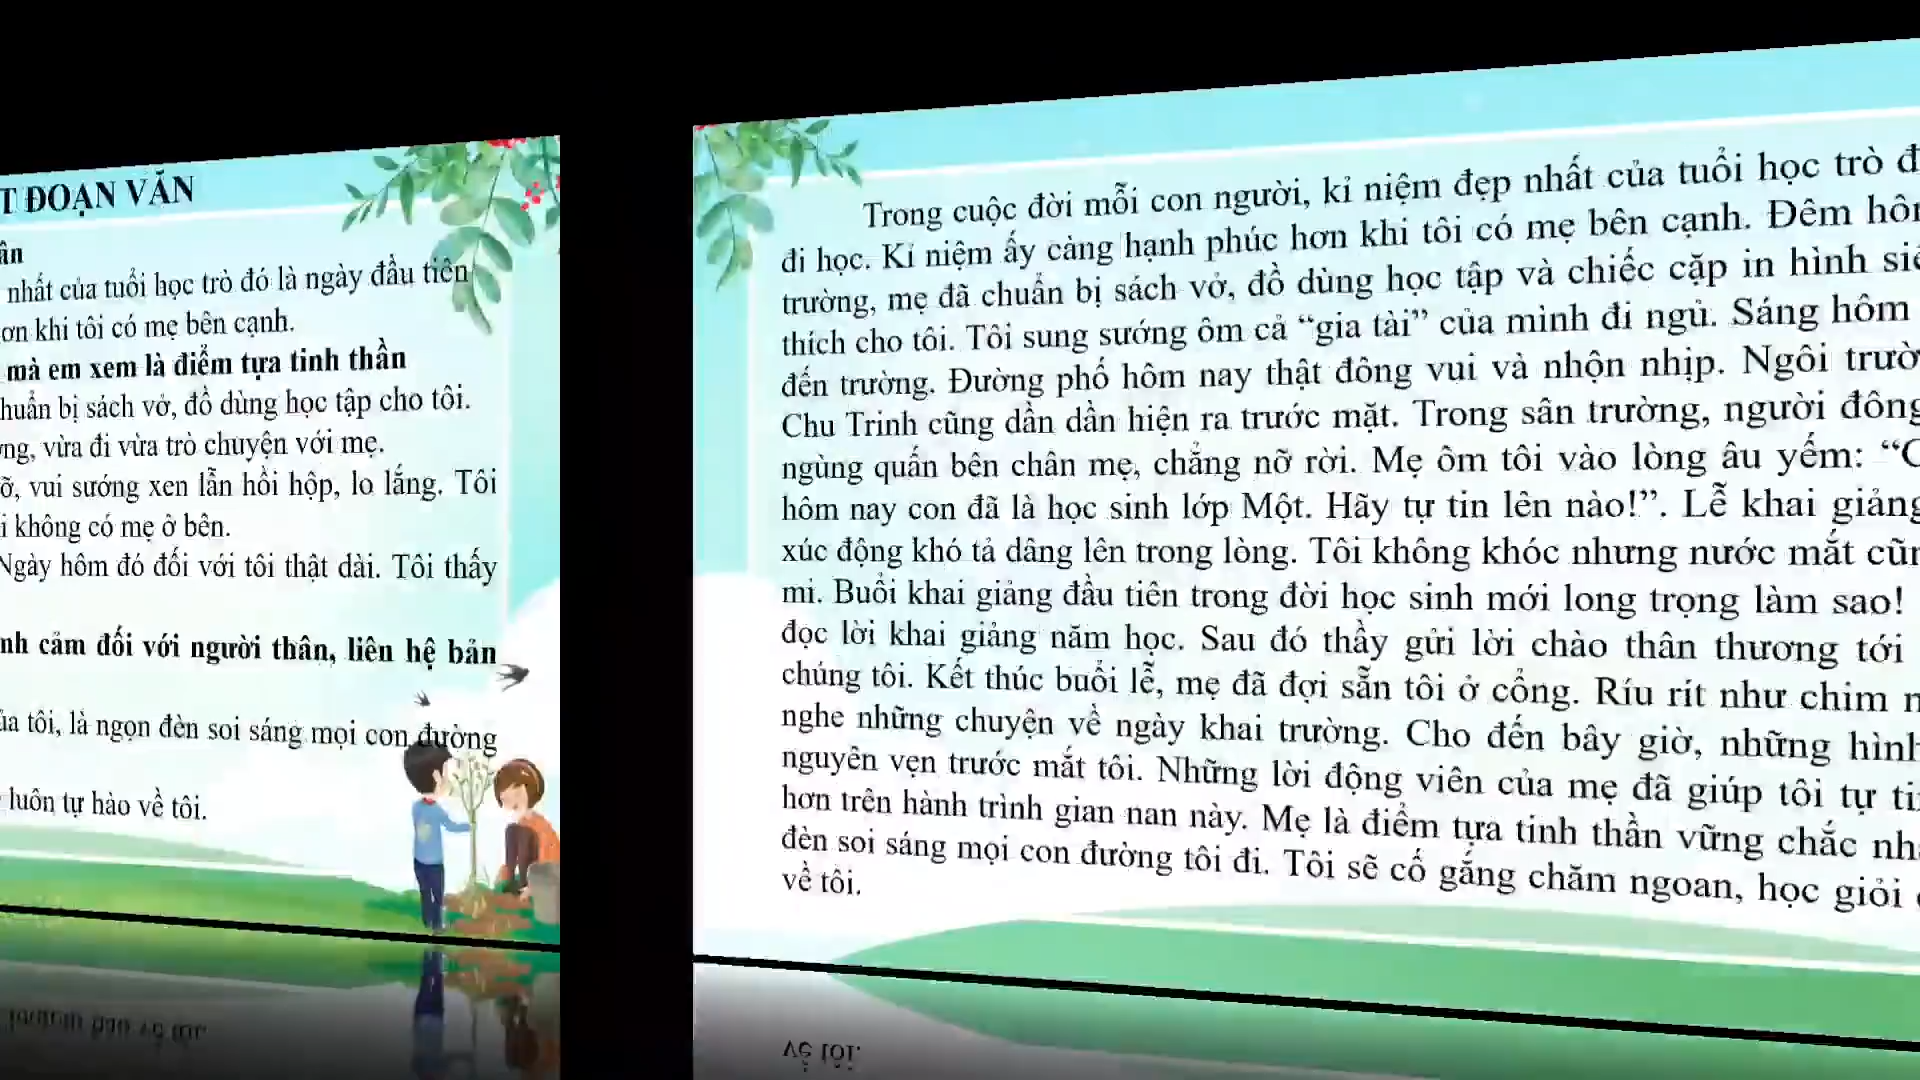 T ĐOẠN VĂN
ân
nhất của tuổi học trò đó là ngày đầu tiên
ơn khi tôi có mẹ bên cạnh.
mà em xem là điểm tựa tinh thần
huẩn bị sách vở, đồ dùng học tập cho tôi.
ng, vừa đi vừa trò chuyện với mẹ.
ỡ, vui sướng xen lẫn hồi hộp, lo lắng. Tôi
i không có mẹ ở bên.
Ngày hôm đó đối với tôi thật dài. Tôi thấy
nh cảm đối với người thân, liên hệ bản
ủa tôi, là ngọn đèn soi sáng mọi con đường
luôn tự hào về tôi.
Trong cuộc đời mỗi con người, kỉ niệm đẹp nhất của tuổi học trò đ
đi học. Kỉ niệm ấy càng hạnh phúc hơn khi tôi có mẹ bên cạnh. Đêm hôm
trường, mẹ đã chuẩn bị sách vở, đồ dùng học tập và chiếc cặp in hình siê
thích cho tôi. Tôi sung sướng ôm cả “gia tài” của mình đi ngủ. Sáng hôm
đến trường. Đường phố hôm nay thật đông vui và nhộn nhịp. Ngôi trườ
Chu Trinh cũng dần dần hiện ra trước mặt. Trong sân trường, người đông
ngùng quấn bên chân mẹ, chẳng nỡ rời. Mẹ ôm tôi vào lòng âu yếm: “C
hôm nay con đã là học sinh lớp Một. Hãy tự tin lên nào!”. Lễ khai giảng
xúc động khó tả dâng lên trong lòng. Tôi không khóc nhưng nước mắt cũn
mi. Buổi khai giảng đầu tiên trong đời học sinh mới long trọng làm sao!
đọc lời khai giảng năm học. Sau đó thầy gửi lời chào thân thương tới
chúng tôi. Kết thúc buổi lễ, mẹ đã đợi sẵn tôi ở cổng. Ríu rít như chim n
nghe những chuyện về ngày khai trường. Cho đến bây giờ, những hình
nguyên vẹn trước mắt tôi. Những lời động viên của mẹ đã giúp tôi tự ti
hơn trên hành trình gian nan này. Mẹ là điểm tựa tinh thần vững chắc nh
đèn soi sáng mọi con đường tôi đi. Tôi sẽ cố gắng chăm ngoan, học giỏi
về tôi.